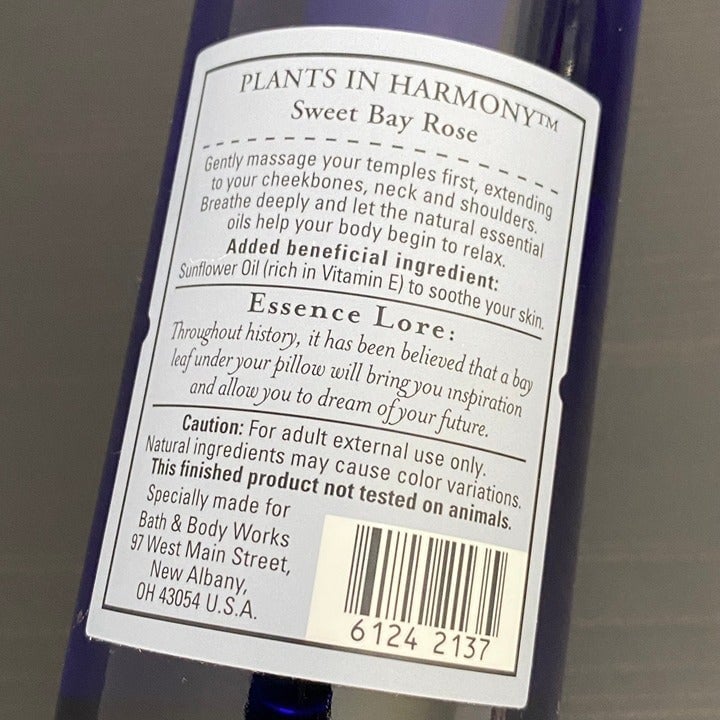 PLANTS IN HARMONY™
Sweet Bay Rose
Gently massage your temples first, extending
to your cheekbones, neck and shoulders.
Breathe deeply and let the natural essential
oils help your body begin to relax.
Added beneficial ingredient:
Sunflower Oil (rich in Vitamin E) to soothe your skin.
Essence Lore:
Throughout history, it has been believed that a bay
leaf under your pillow will bring you inspiration
and allow you to dream of your future.
Caution: For adult external use only.
Natural ingredients may cause color variations.
This finished product not tested on animals.
Specially made for
Bath & Body Works
97 West Main Street,
New Albany,
OH 43054 U.S.A.
6124 2137